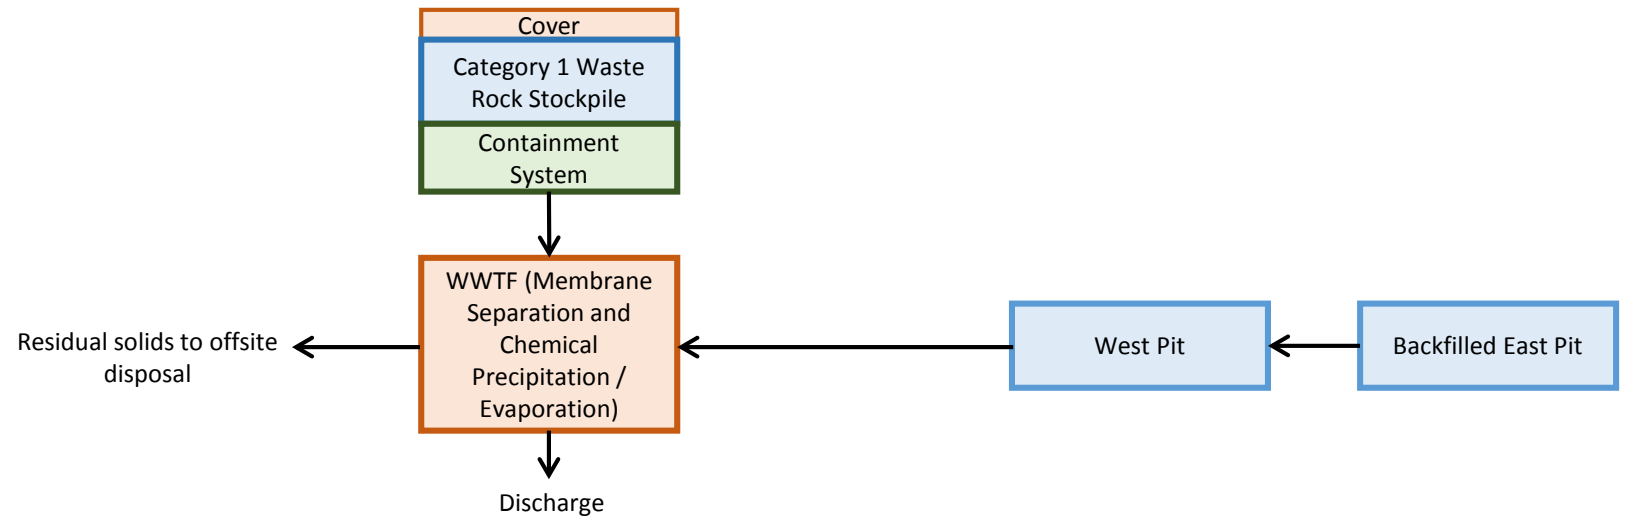 Cover
Category 1 Waste
Rock Stockpile
Containment
System
WWTF (Membrane
Separation and
Chemical
Precipitation /
Evaporation)
Residual solids to offsite
disposal
West Pit
Backfilled East Pit
Discharge